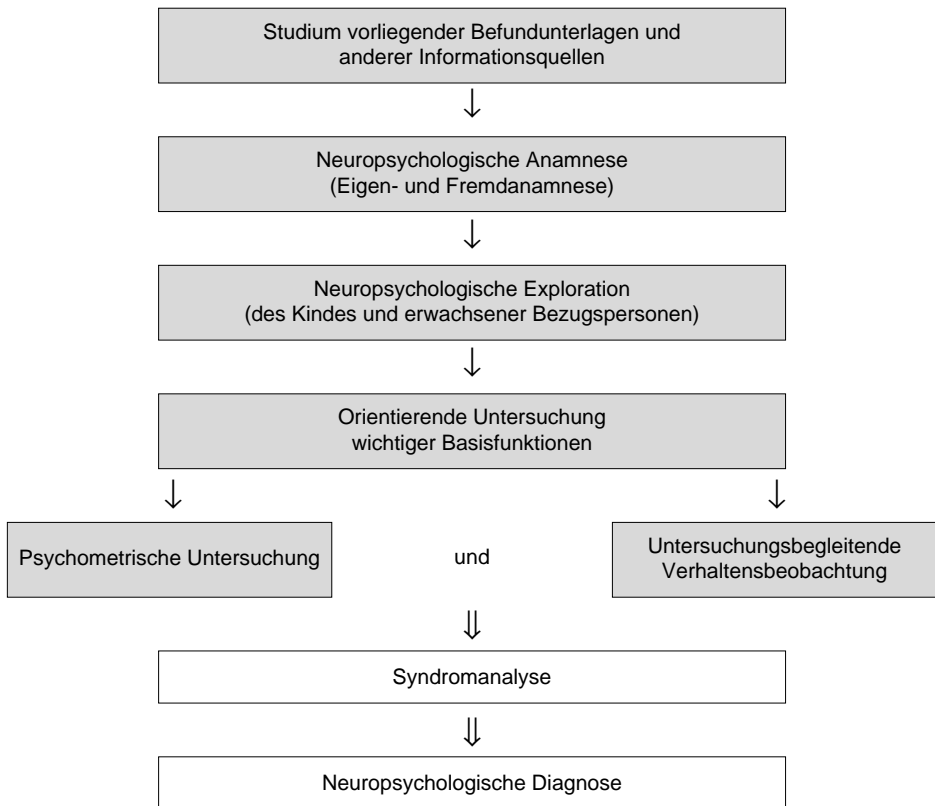 Studium vorliegender Befundunterlagen und
anderer Informationsquellen
↓
Neuropsychologische Anamnese
(Eigen- und Fremdanamnese)
↓
Neuropsychologische Exploration
(des Kindes und erwachsener Bezugspersonen)
↓
Orientierende Untersuchung
wichtiger Basisfunktionen
↓ ↓
Psychometrische Untersuchung
und
Untersuchungsbegleitende
Verhaltensbeobachtung
⇓
Syndromanalyse
⇓
Neuropsychologische Diagnose